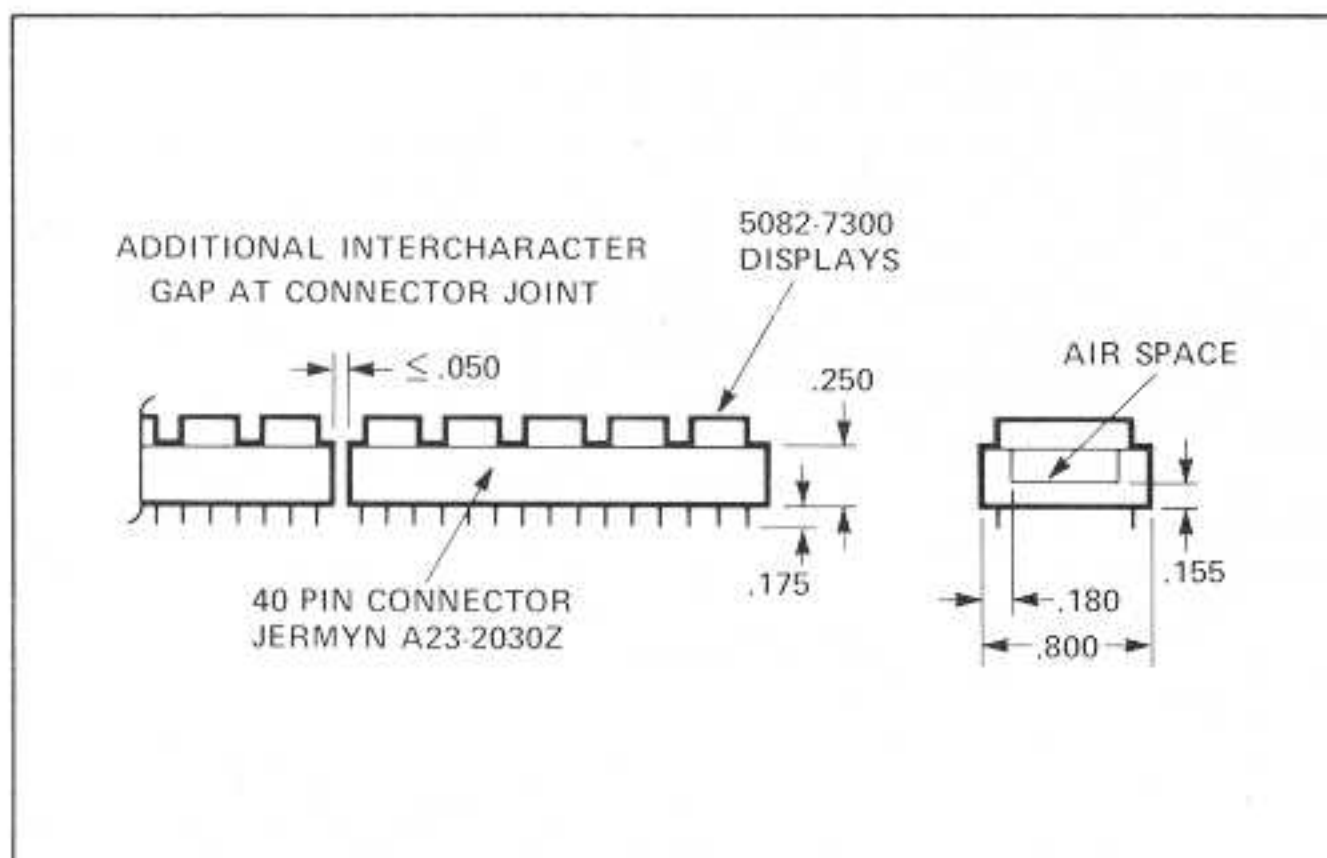 ADDITIONAL INTERCHARACTER
GAP AT CONNECTOR JOINT
≤ .050
5082-7300
DISPLAYS
.250
.175
40 PIN CONNECTOR
JERMYN A23-2030Z
AIR SPACE
.155
.180
.800